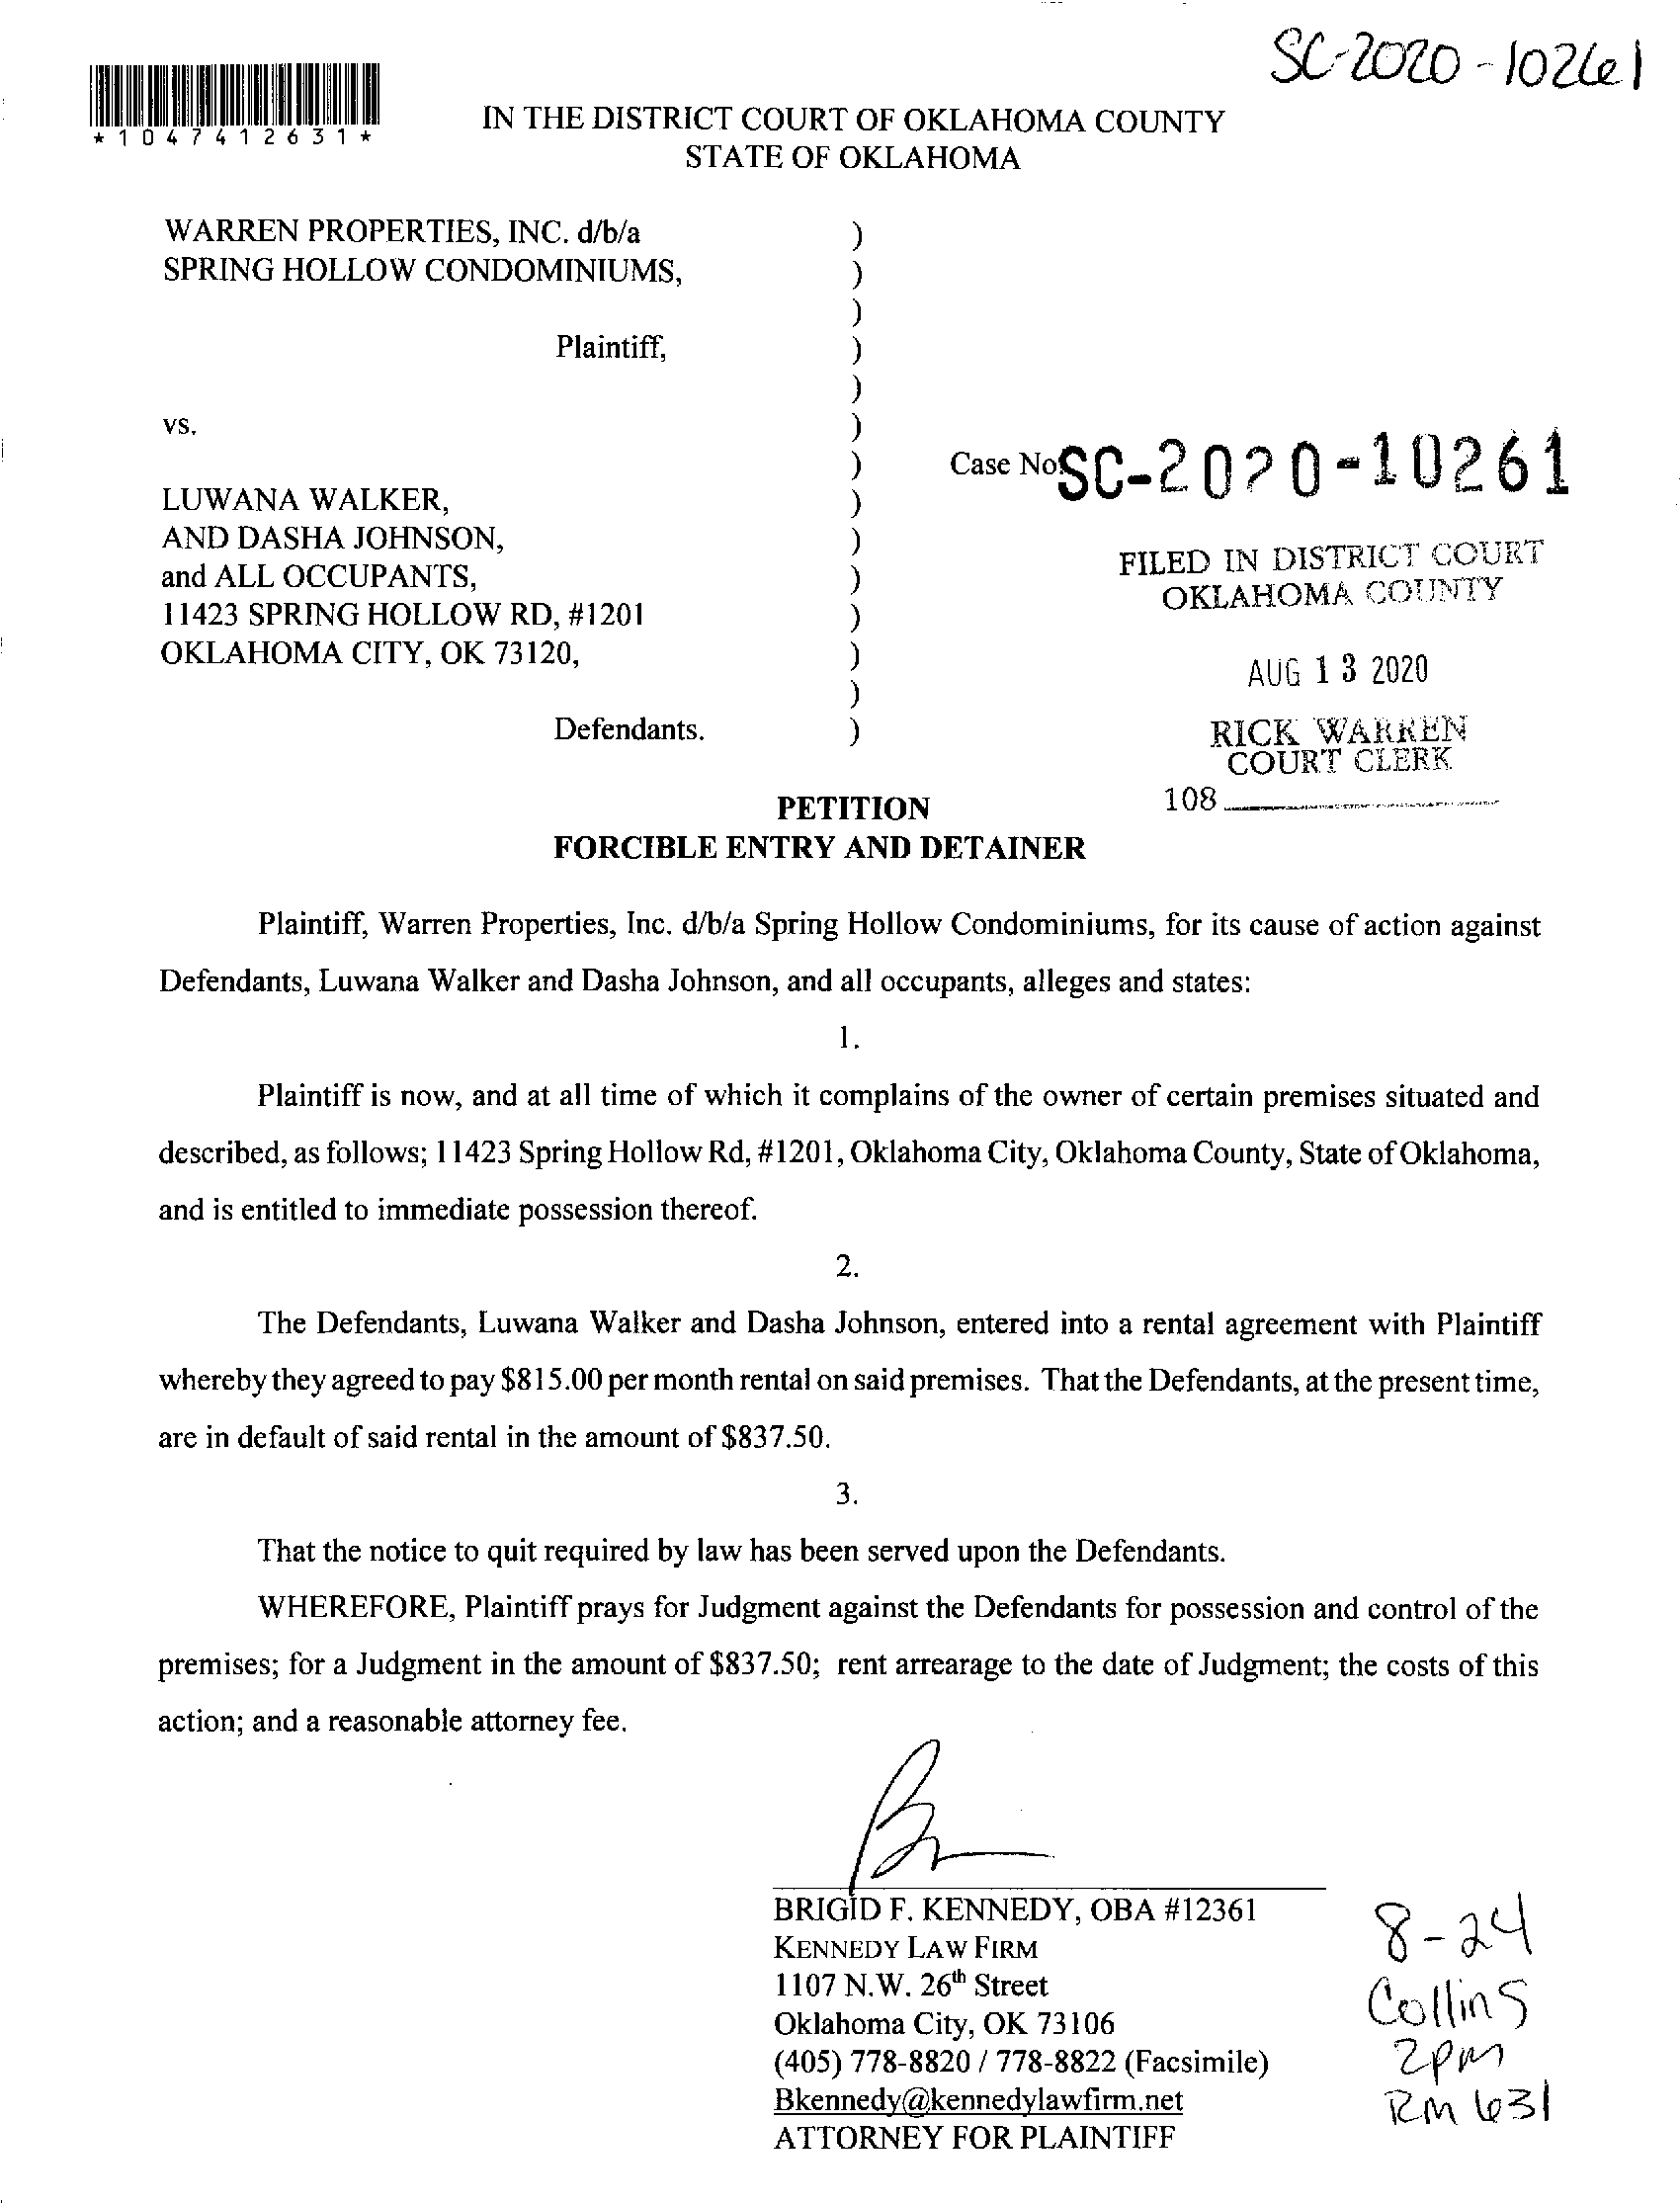 SC-2020-10261
*1047412631*
IN THE DISTRICT COURT OF OKLAHOMA COUNTY
STATE OF OKLAHOMA
WARREN PROPERTIES, INC. d/b/a )
SPRING HOLLOW CONDOMINIUMS, )
)
Plaintiff, )
)
vs. )
) Case No SC-2020-10261
LUWANA WALKER, )
AND DASHA JOHNSON, )
and ALL OCCUPANTS, )
11423 SPRING HOLLOW RD, #1201 )
OKLAHOMA CITY, OK 73120, )
)
Defendants. )
FILED IN DISTRICT COURT
OKLAHOMA COUNTY
AUG 13 2020
RICK WARREN
COURT CLERK
108
PETITION
FORCIBLE ENTRY AND DETAINER
Plaintiff, Warren Properties, Inc. d/b/a Spring Hollow Condominiums, for its cause of action against
Defendants, Luwana Walker and Dasha Johnson, and all occupants, alleges and states:
1.
Plaintiff is now, and at all time of which it complains of the owner of certain premises situated and
described, as follows; 11423 Spring Hollow Rd, #1201, Oklahoma City, Oklahoma County, State of Oklahoma,
and is entitled to immediate possession thereof.
2.
The Defendants, Luwana Walker and Dasha Johnson, entered into a rental agreement with Plaintiff
whereby they agreed to pay $815.00 per month rental on said premises. That the Defendants, at the present time,
are in default of said rental in the amount of $837.50.
3.
That the notice to quit required by law has been served upon the Defendants.
WHEREFORE, Plaintiff prays for Judgment against the Defendants for possession and control of the
premises; for a Judgment in the amount of $837.50; rent arrearage to the date of Judgment; the costs of this
action; and a reasonable attorney fee.
BRIGID F. KENNEDY, OBA #12361
KENNEDY LAW FIRM
1107 N.W. 26th Street
Oklahoma City, OK 73106
(405) 778-8820 / 778-8822 (Facsimile)
Bkennedy@kennedylawfirm.net
ATTORNEY FOR PLAINTIFF
8-24
Collins
2pm
RM 631